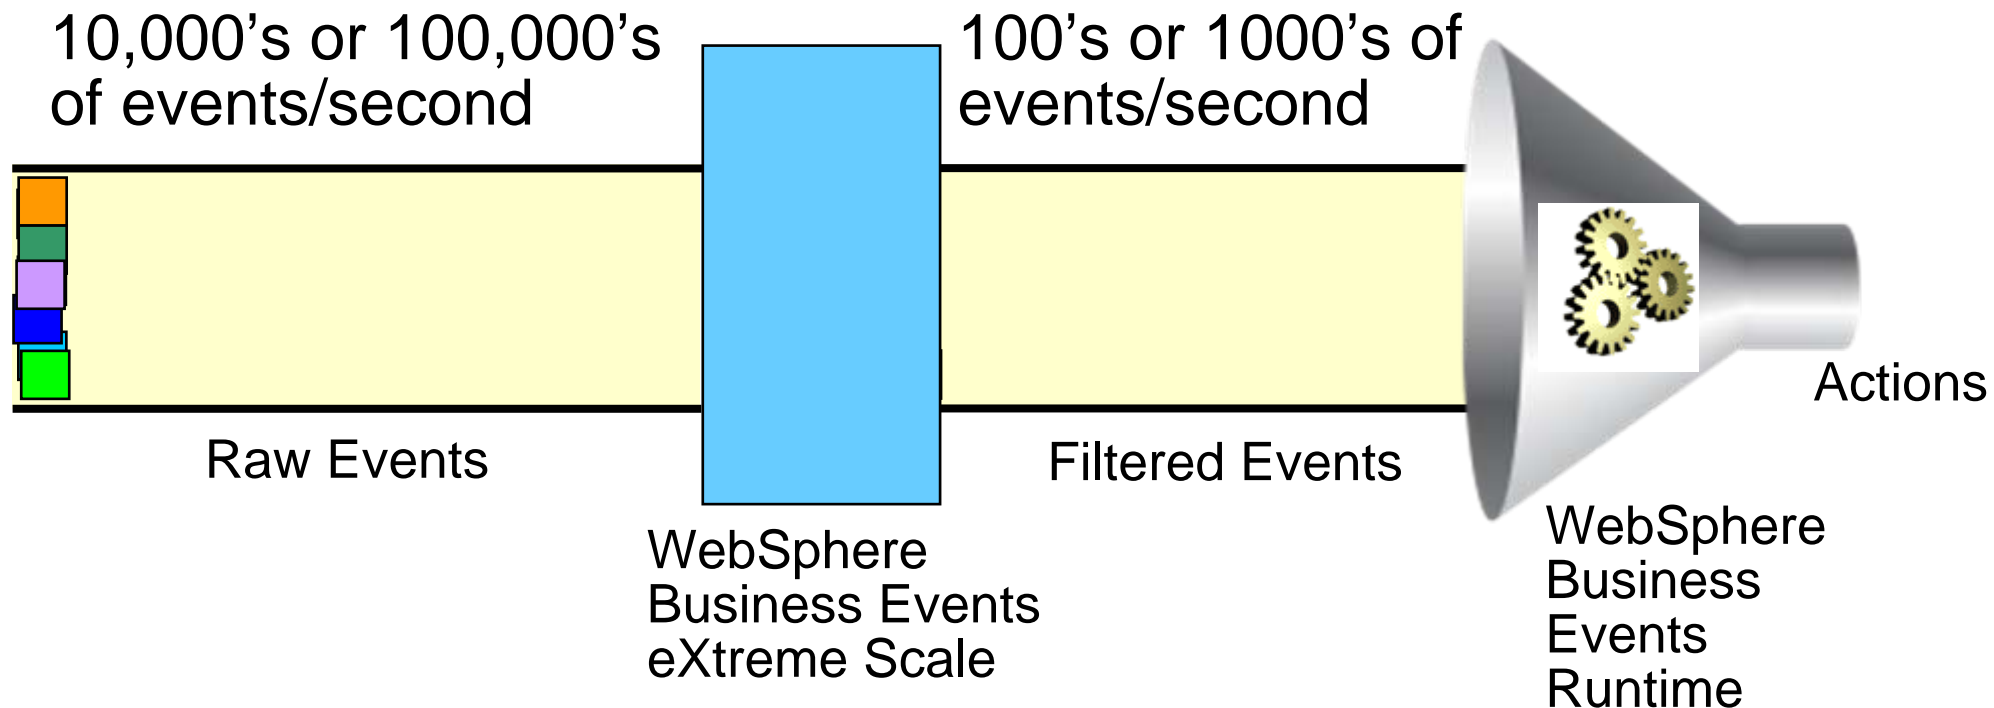 10,000’s or 100,000’s
of events/second
100’s or 1000’s of
events/second
Raw Events
Filtered Events
Actions
WebSphere
Business Events
eXtreme Scale
WebSphere
Business
Events
Runtime